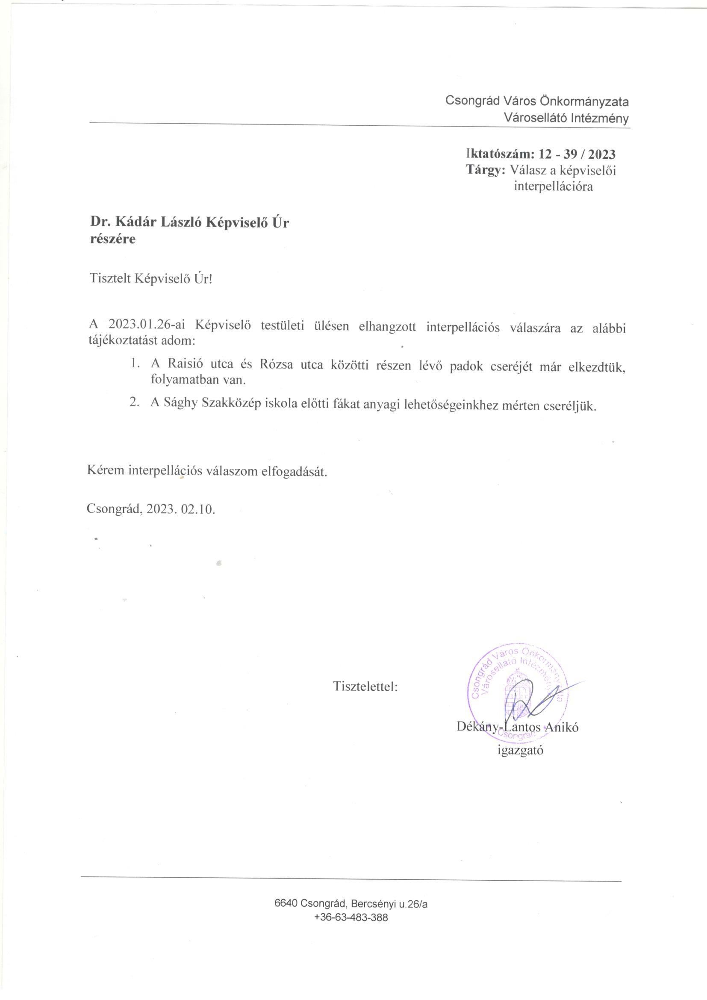 Csongrád Város Önkormányzata
Városellátó Intézmény
Iktatószám: 12 - 39 / 2023
Tárgy: Válasz a képviselői
interpellációra
Dr. Kádár László Képviselő Úr
részére
Tisztelt Képviselő Úr!
A 2023.01.26-ai Képviselő testületi ülésen elhangzott interpellációs válaszára az alábbi
tájékoztatást adom:
1. A Raisió utca és Rózsa utca közötti részen lévő padok cseréjét már elkezdtük,
folyamatban van.
2. A Sághy Szakközép iskola előtti fákat anyagi lehetőségeinkhez mérten cseréljük.
Kérem interpellációs válaszom elfogadását.
Csongrád, 2023. 02.10.
Csongrád Város Önkormányzata
Városellátó Intézmény
Csongrád
Tisztelettel:
Dékány-Lantos Anikó
igazgató
6640 Csongrád, Bercsényi u.26/a
+36-63-483-388